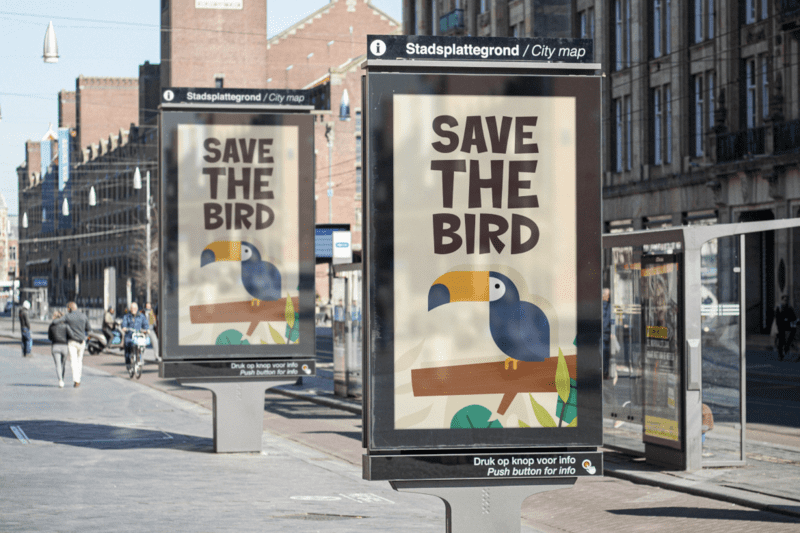 Stadsplattegrond / City map
SAVE
THE
BIRD
Druk op knop voor info
Push button for info
Stadsplattegrond / City map
SAVE
THE
BIRD
Druk op knop voor info
Push button for info